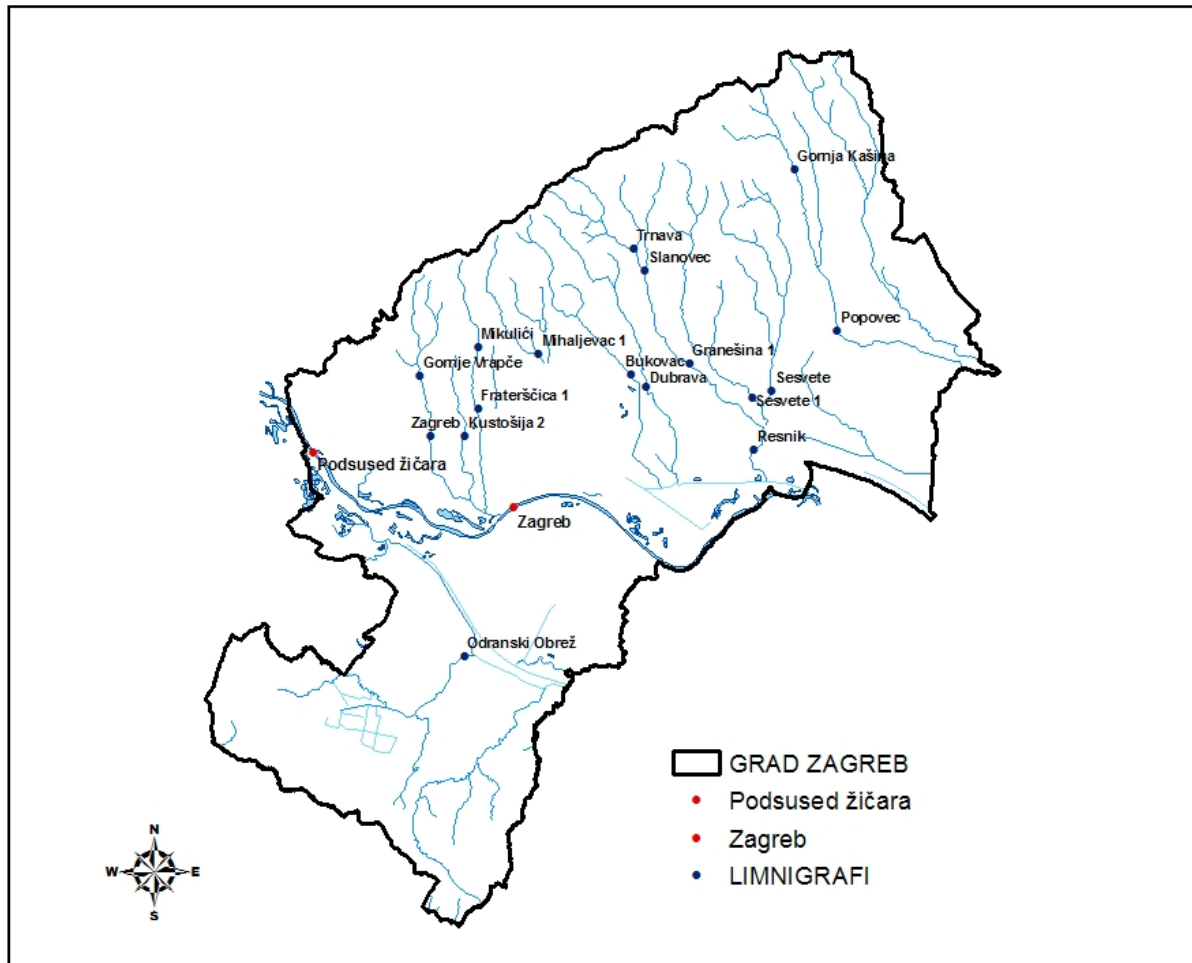 Gornja Kašina
Trnava
Slanovec
Popovec
Mikulići
Mihaljevac 1
Granešina 1
Gornje Vrapče
Bukovac
Dubrava
Sesvete
Fraterščica 1
Sesvete 1
Zagreb
Kustošija 2
Resnik
Podsused žičara
Zagreb
Odranski Obrež
GRAD ZAGREB
Podsused žičara
Zagreb
LIMNIGRAFI
N
W
E
S